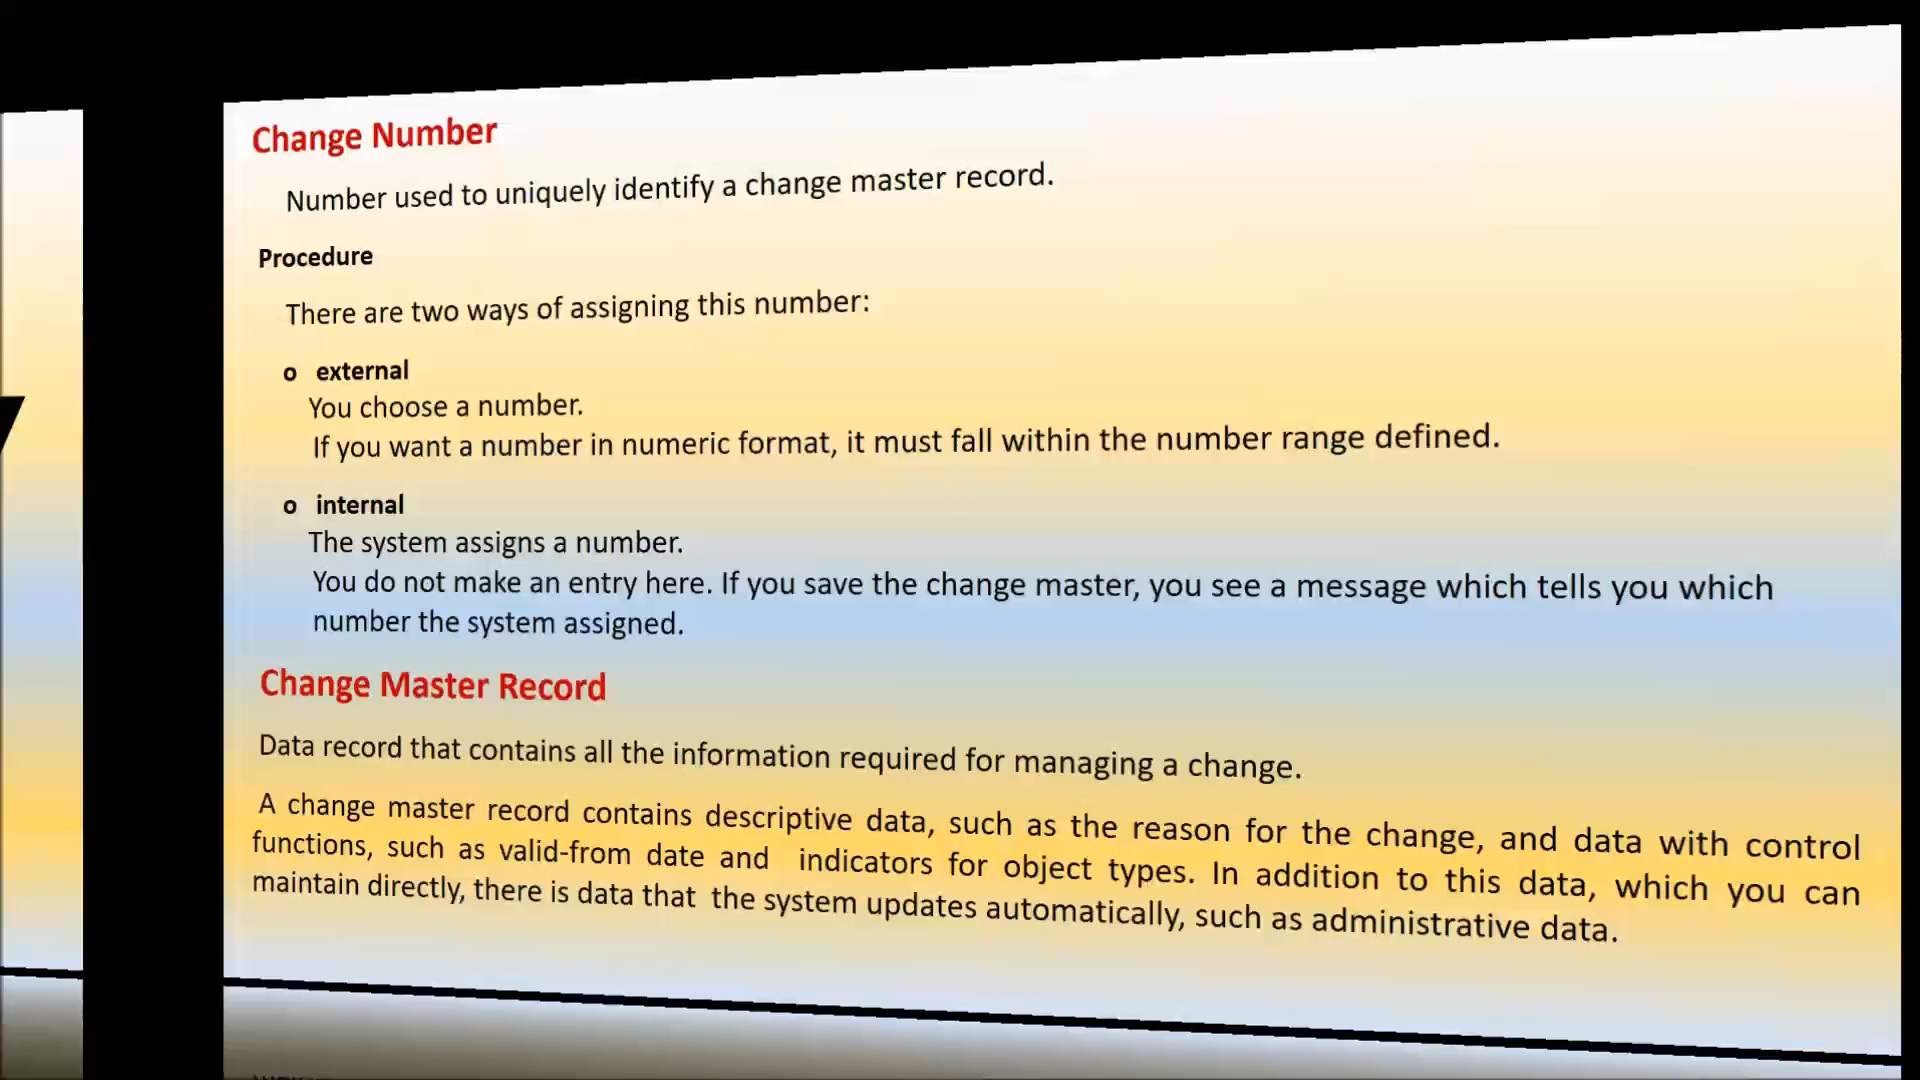 Change Number
Number used to uniquely identify a change master record.
Procedure
There are two ways of assigning this number:
o external
You choose a number.
If you want a number in numeric format, it must fall within the number range defined.
o internal
The system assigns a number.
You do not make an entry here. If you save the change master, you see a message which tells you which
number the system assigned.
Change Master Record
Data record that contains all the information required for managing a change.
A change master record contains descriptive data, such as the reason for the change, and data with control
functions, such as valid-from date and indicators for object types. In addition to this data, which you can
maintain directly, there is data that the system updates automatically, such as administrative data.